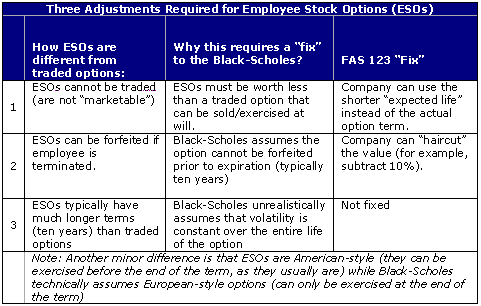 Three Adjustments Required for Employee Stock Options (ESOs)
How ESOs are
different from
traded options:
Why this requires a “fix”
to the Black-Scholes?
FAS 123 “Fix”
1
ESOs cannot be traded
(are not “marketable”)
ESOs must be worth less
than a traded option that
can be sold/exercised at
will.
Company can use the
shorter “expected life”
instead of the actual
option term.
2
ESOs can be forfeited if
employee is
terminated.
Black-Scholes assumes the
option cannot be forfeited
prior to expiration (typically
ten years)
Company can “haircut”
the value (for example,
subtract 10%).
3
ESOs typically have
much longer terms
(ten years) than traded
options
Black-Scholes unrealistically
assumes that volatility is
constant over the entire life
of the option
Not fixed
Note: Another minor difference is that ESOs are American-style (they can be
exercised before the end of the term, as they usually are) while Black-Scholes
technically assumes European-style options (can only be exercised at the end of
the term)